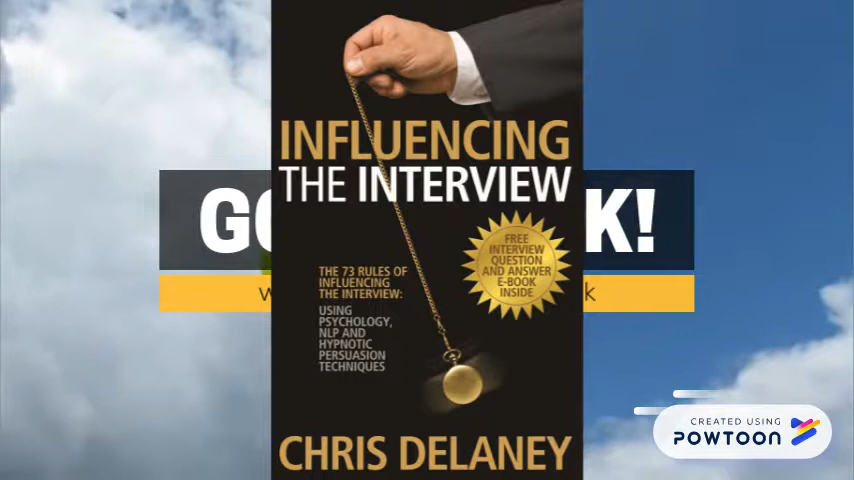 INFLUENCING
THE INTERVIEW
FREE
INTERVIEW
QUESTION
AND ANSWER
E-BOOK
INSIDE
THE 73 RULES OF
INFLUENCING
THE INTERVIEW:
USING
PSYCHOLOGY,
NLP AND
HYPNOTIC
PERSUASION
TECHNIQUES
CHRIS DELANEY
CREATED USING
POWTOON